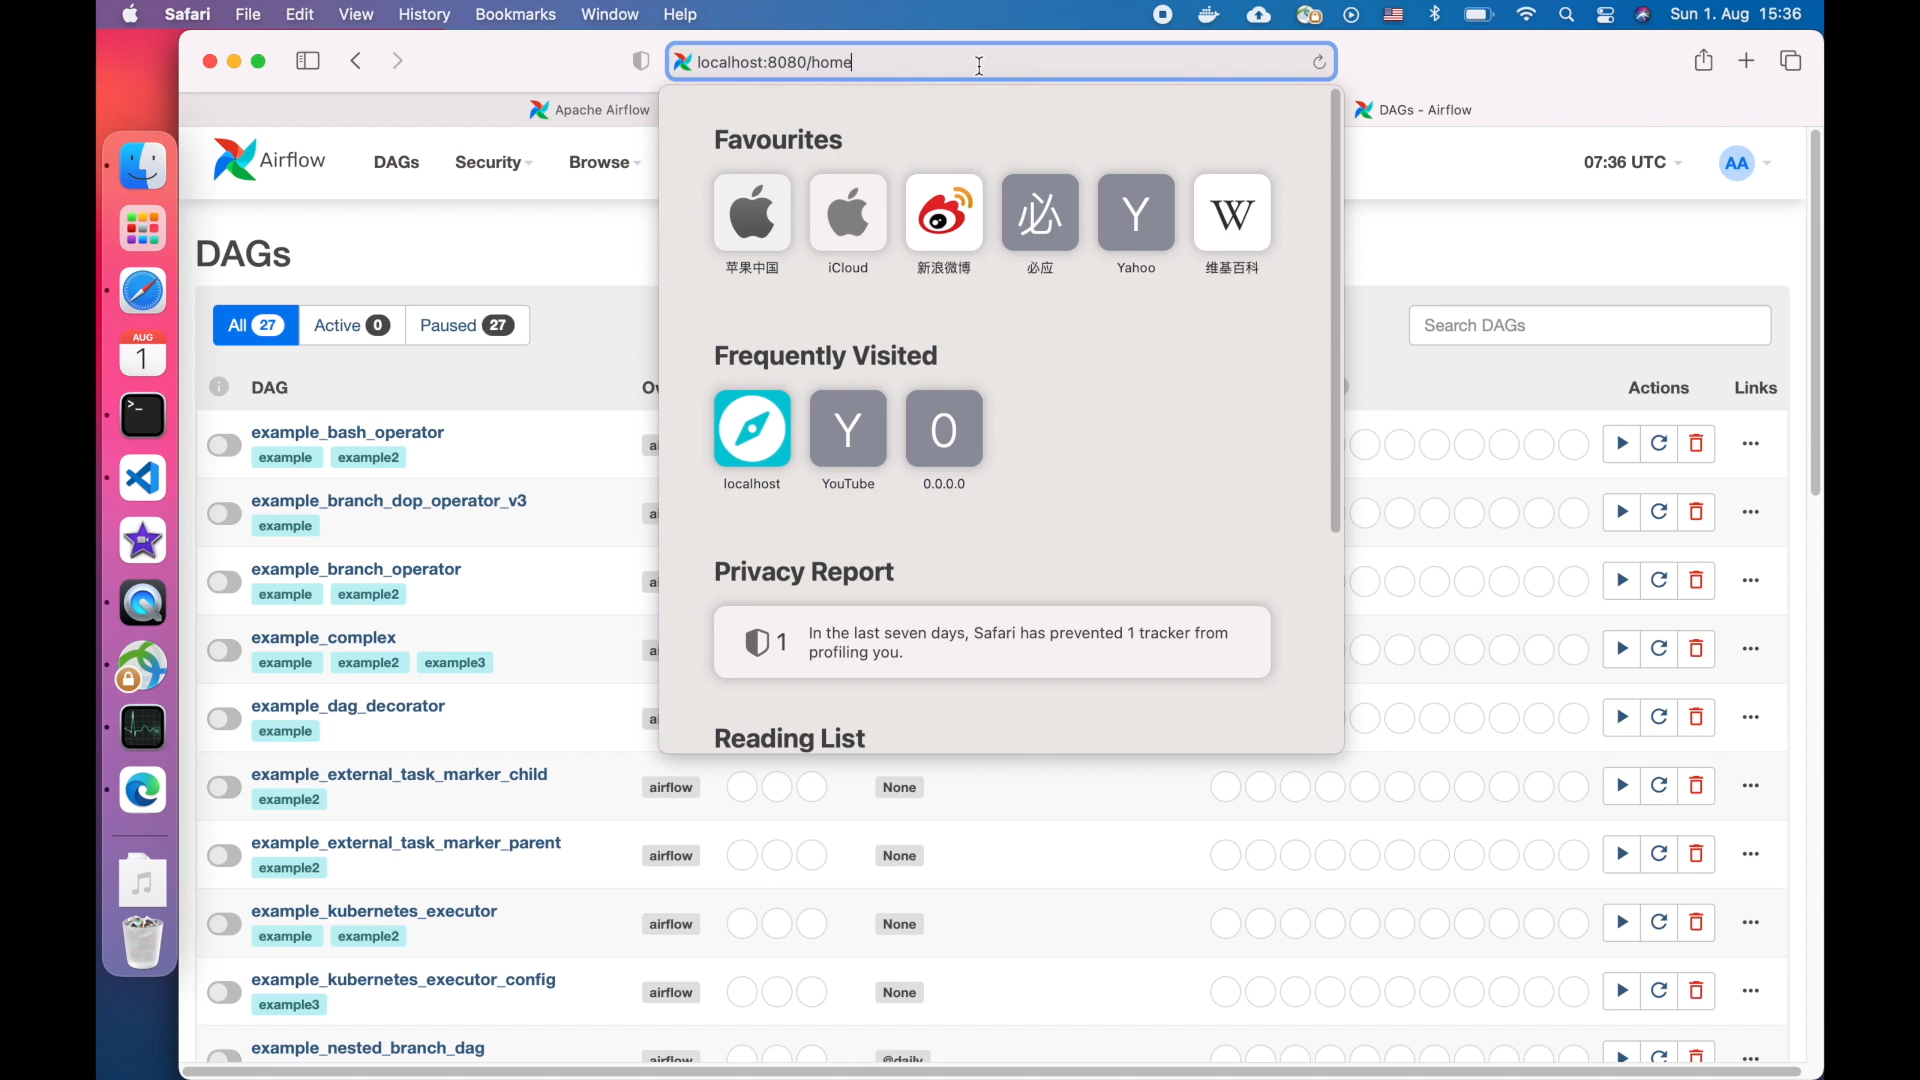 Safari File Edit View History Bookmarks Window Help Sun 1. Aug 15:36
localhost:8080/home
Apache Airflow DAGs - Airflow
Airflow DAGs Security Browse 07:36 UTC AA
Favourites
苹果中国 iCloud 新浪微博 必 必应 Y Yahoo W 维基百科
Frequently Visited
localhost Y YouTube 0 0.0.0.0
Privacy Report
1 In the last seven days, Safari has prevented 1 tracker from
profiling you.
Reading List
AUG
1
DAGs
All 27 Active 0 Paused 27 Search DAGs
DAG Actions Links
example_bash_operator
example example2
example_branch_dop_operator_v3
example
example_branch_operator
example example2
example_complex
example example2 example3
example_dag_decorator
example
example_external_task_marker_child
example2
airflow None
example_external_task_marker_parent
example2
airflow None
example_kubernetes_executor
example example2
airflow None
example_kubernetes_executor_config
example3
airflow None
example_nested_branch_dag
airflow @daily